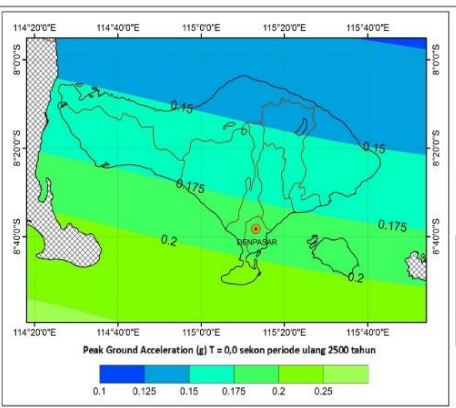 114°20'0"E 114°40'0"E 115°0'0"E 115°20'0"E 115°40'0"E
8°0'0"S 8°0'0"S
0.15
0.15
8°20'0"S 8°20'0"S
0.175
0.175
0.2
DENPASAR
8°40'0"S 8°40'0"S
0.2
114°20'0"E 114°40'0"E 115°0'0"E 115°20'0"E 115°40'0"E
Peak Ground Acceleration (g) T = 0,0 sekon periode ulang 2500 tahun
0.1 0.125 0.15 0.175 0.2 0.25